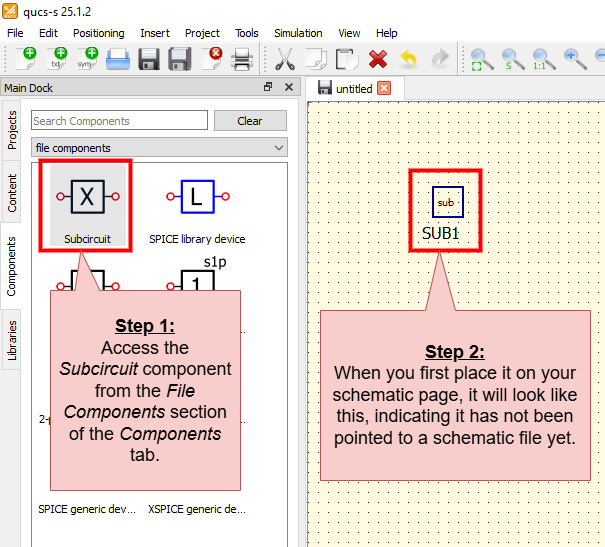 qucs-s 25.1.2
File Edit Positioning Insert Project Tools Simulation View Help
txt sym S 1:1
Main Dock
untitled
Projects
Content
Components
Libraries
Search Components
Clear
file components
X
L
Subcircuit
SPICE library device
s1p
1
sub
SUB1
Step 1:
Access the
Subcircuit component
from the File
Components section
of the Components
tab.
Step 2:
When you first place it on your
schematic page, it will look like
this, indicating it has not been
pointed to a schematic file yet.
2-p
...
SPICE generic dev...
XSPICE generic de...